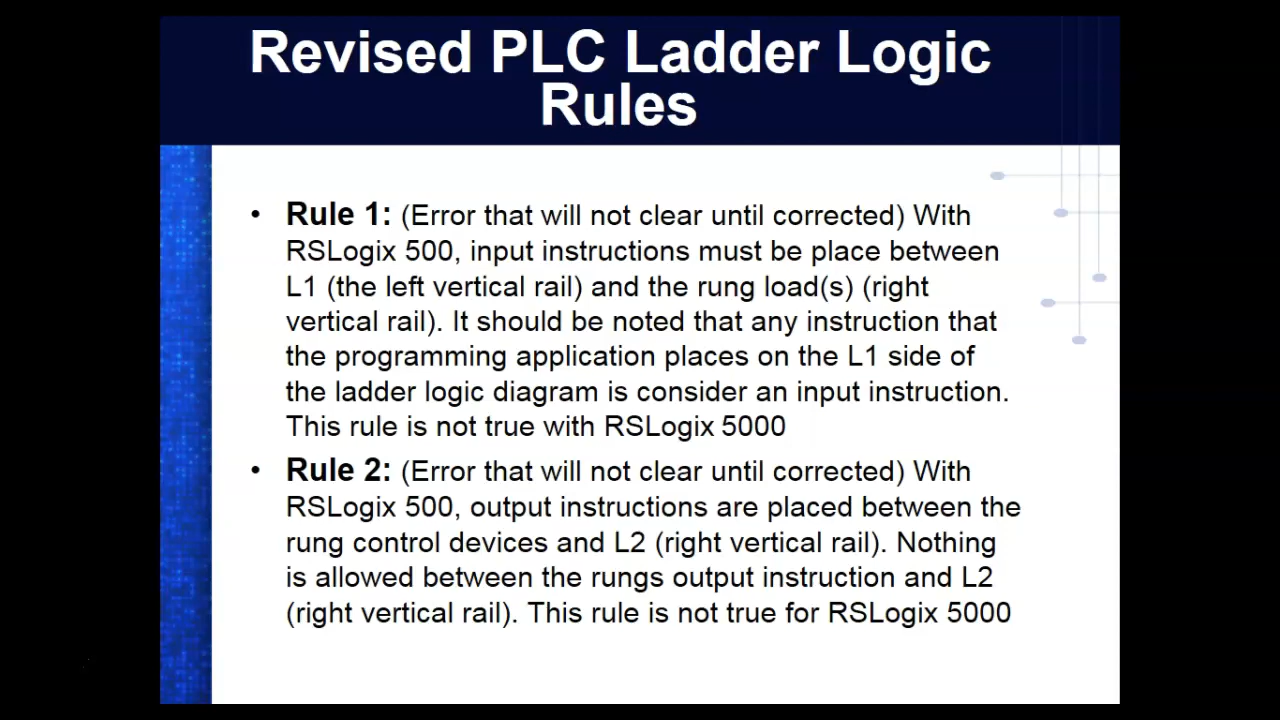 Revised PLC Ladder Logic
Rules
• Rule 1: (Error that will not clear until corrected) With
RSLogix 500, input instructions must be place between
L1 (the left vertical rail) and the rung load(s) (right
vertical rail). It should be noted that any instruction that
the programming application places on the L1 side of
the ladder logic diagram is consider an input instruction.
This rule is not true with RSLogix 5000
• Rule 2: (Error that will not clear until corrected) With
RSLogix 500, output instructions are placed between the
rung control devices and L2 (right vertical rail). Nothing
is allowed between the rungs output instruction and L2
(right vertical rail). This rule is not true for RSLogix 5000